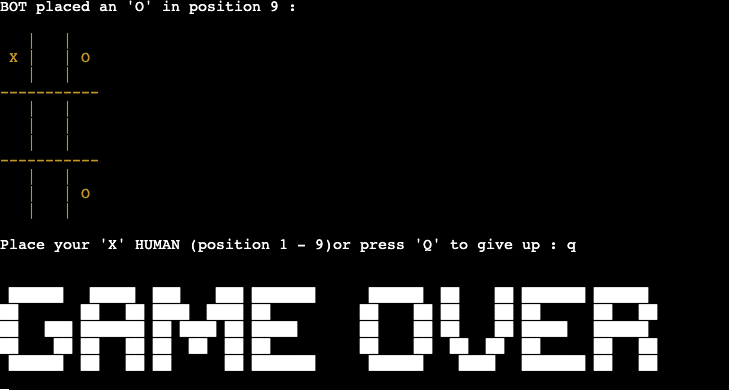 BOT placed an 'O' in position 9 :
X | | O
-----------
-----------
| | O
Place your 'X' HUMAN (position 1 - 9)or press 'Q' to give up : q
GAME OVER